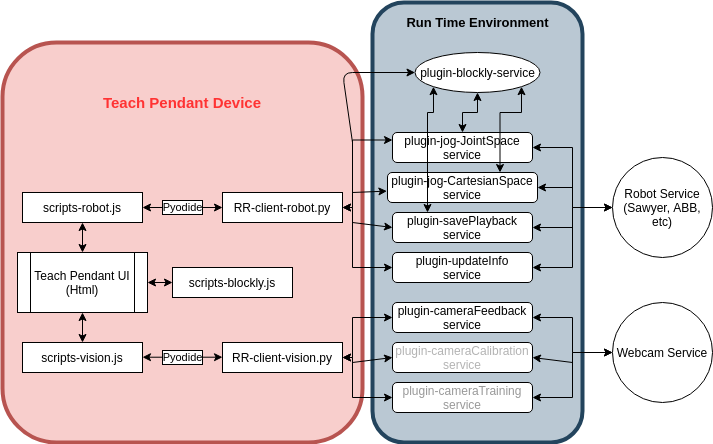 Run Time Environment
plugin-blockly-service
Teach Pendant Device
plugin-jog-JointSpace
service
plugin-jog-CartesianSpace
service
scripts-robot.js
Pyodide
RR-client-robot.py
plugin-savePlayback
service
Robot Service
(Sawyer, ABB,
etc)
Teach Pendant UI
(Html)
scripts-blockly.js
plugin-updateInfo
service
plugin-cameraFeedback
service
scripts-vision.js
Pyodide
RR-client-vision.py
plugin-cameraCalibration
service
Webcam Service
plugin-cameraTraining
service